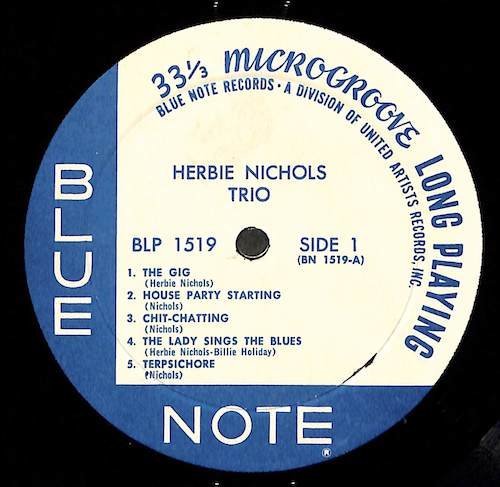 33⅓ MICROGROOVE LONG PLAYING
BLUE NOTE RECORDS • A DIVISION OF UNITED ARTISTS RECORDS, INC.
HERBIE NICHOLS
TRIO
BLP 1519
SIDE 1
(BN 1519-A)
1. THE GIG
(Herbie Nichols)
2. HOUSE PARTY STARTING
(Nichols)
3. CHIT-CHATTING
(Nichols)
4. THE LADY SINGS THE BLUES
(Herbie Nichols-Billie Holiday)
5. TERPSICHORE
(Nichols)
BLUE
NOTE®